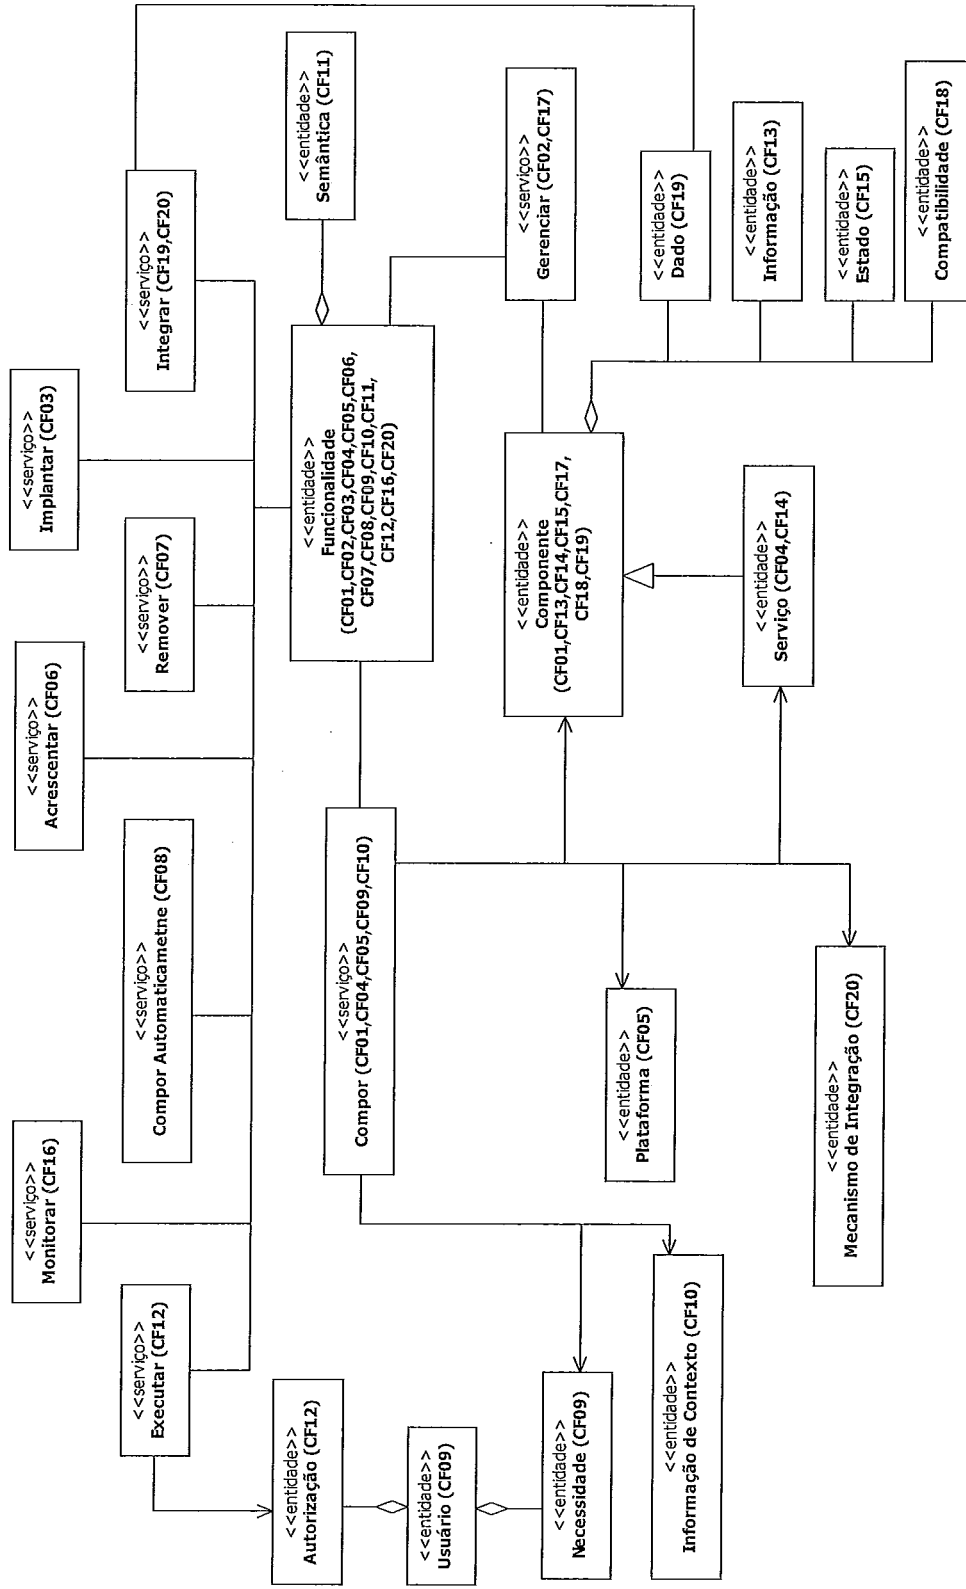 <<serviço>>
Implantar (CF03)
<<serviço>>
Acrescentar (CF06)
<<serviço>>
Monitorar (CF16)
<<serviço>>
Integrar (CF19,CF20)
<<serviço>>
Remover (CF07)
<<serviço>>
Compor Automaticametne (CF08)
<<serviço>>
Executar (CF12)
<<entidade>>
Semântica (CF11)
<<entidade>>
Funcionalidade
(CF01,CF02,CF03,CF04,CF05,CF06,
CF07,CF08,CF09,CF10,CF11,
CF12,CF16,CF20)
<<serviço>>
Compor (CF01,CF04,CF05,CF09,CF10)
<<entidade>>
Autorização (CF12)
<<entidade>>
Usuário (CF09)
<<serviço>>
Gerenciar (CF02,CF17)
<<entidade>>
Componente
(CF01,CF13,CF14,CF15,CF17,
CF18,CF19)
<<entidade>>
Necessidade (CF09)
<<entidade>>
Dado (CF19)
<<entidade>>
Plataforma (CF05)
<<entidade>>
Informação de Contexto (CF10)
<<entidade>>
Informação (CF13)
<<entidade>>
Serviço (CF04,CF14)
<<entidade>>
Estado (CF15)
<<entidade>>
Mecanismo de Integração (CF20)
<<entidade>>
Compatibilidade (CF18)